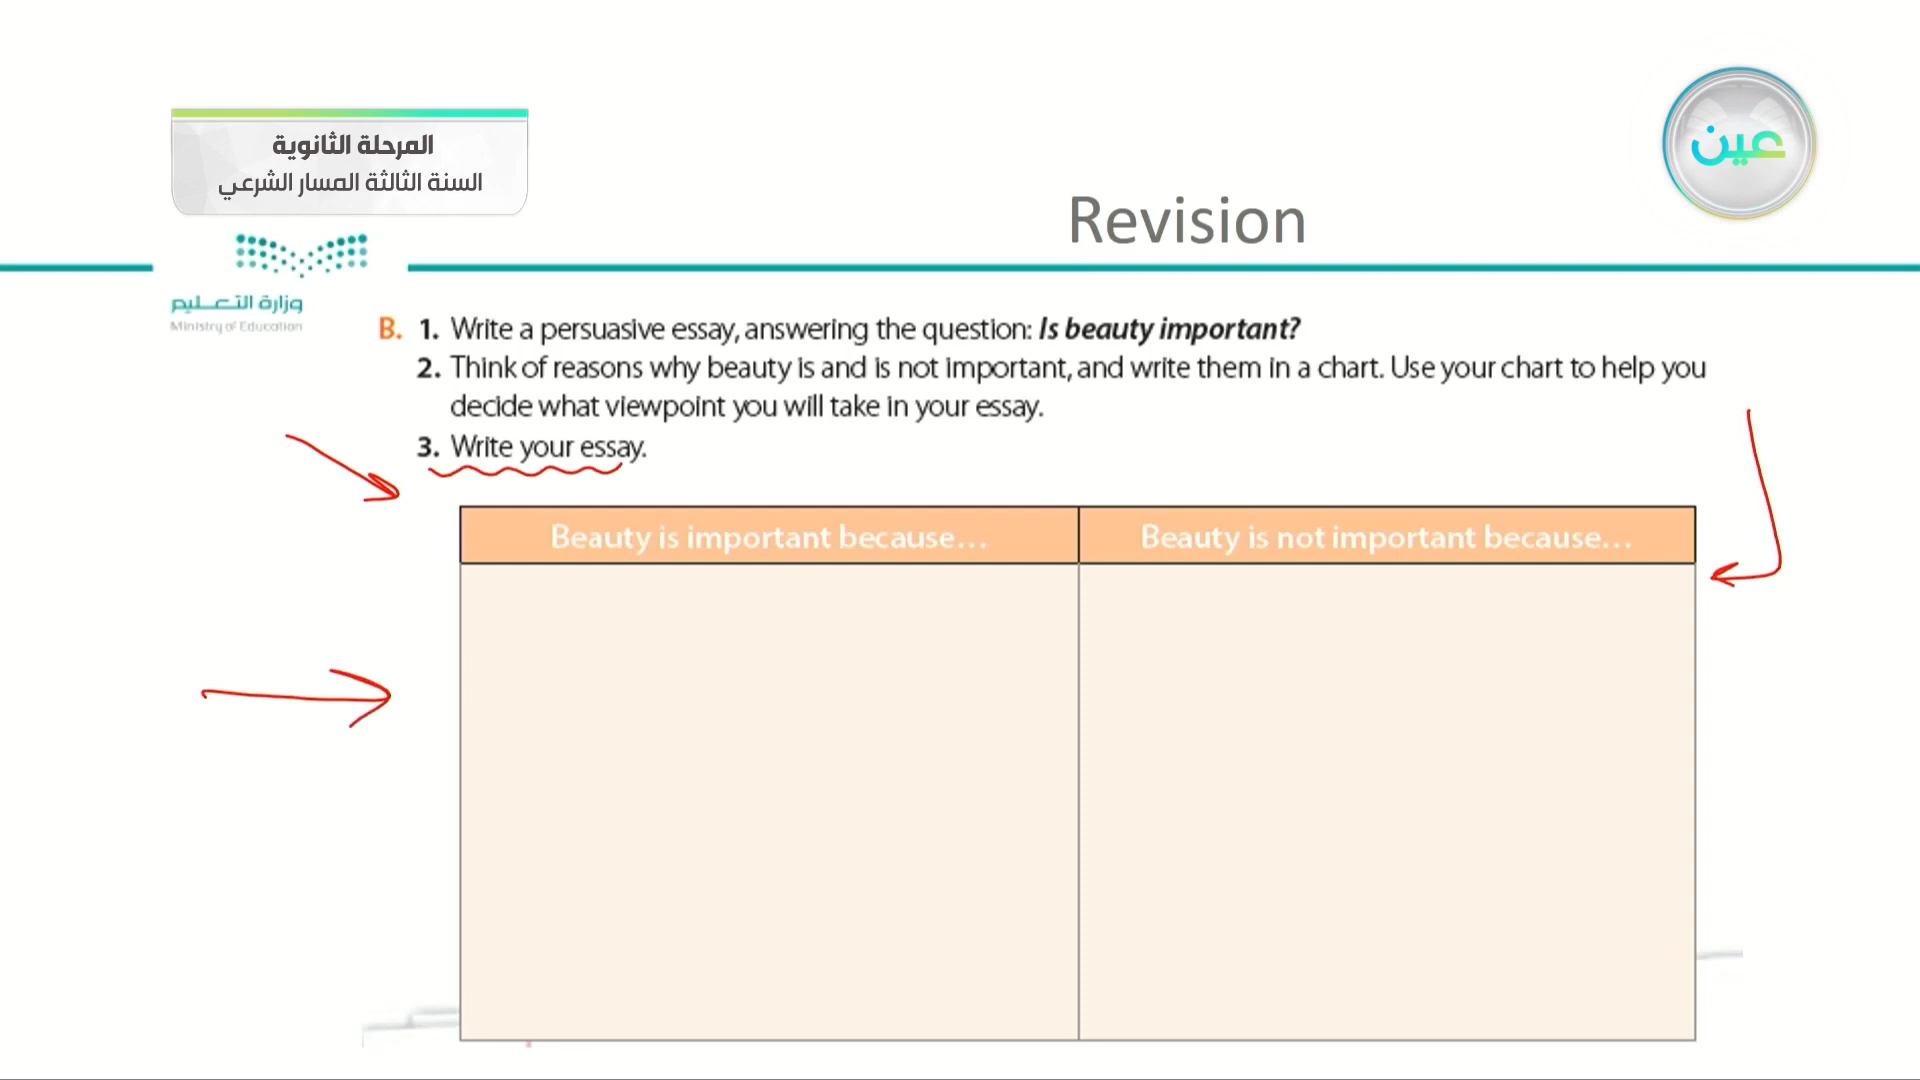 المرحلة الثانوية
السنة الثالثة المسار الشرعي
عين
Revision
وزارة التعليم
Ministry of Education
B. 1. Write a persuasive essay, answering the question: Is beauty important?
2. Think of reasons why beauty is and is not important, and write them in a chart. Use your chart to help you
decide what viewpoint you will take in your essay.
3. Write your essay.
Beauty is important because…
Beauty is not important because…